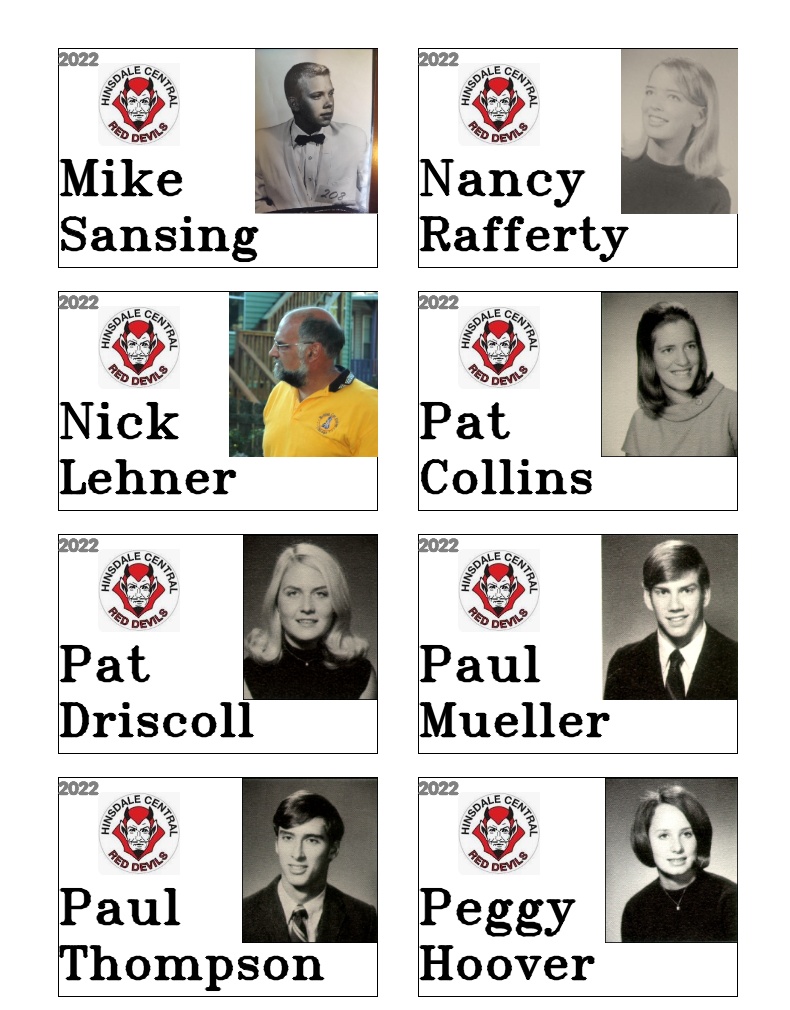 2022
HINSDALE CENTRAL
RED DEVILS
Mike
Sansing
203
2022
HINSDALE CENTRAL
RED DEVILS
Nancy
Rafferty
2022
HINSDALE CENTRAL
RED DEVILS
Nick
Lehner
2022
HINSDALE CENTRAL
RED DEVILS
Pat
Collins
2022
HINSDALE CENTRAL
RED DEVILS
Pat
Driscoll
2022
HINSDALE CENTRAL
RED DEVILS
Paul
Mueller
2022
HINSDALE CENTRAL
RED DEVILS
Paul
Thompson
2022
HINSDALE CENTRAL
RED DEVILS
Peggy
Hoover